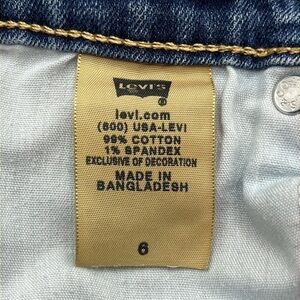 Levi's
®
levi.com
(800) USA-LEVI
99% COTTON
1% SPANDEX
EXCLUSIVE OF DECORATION
MADE IN
BANGLADESH
6